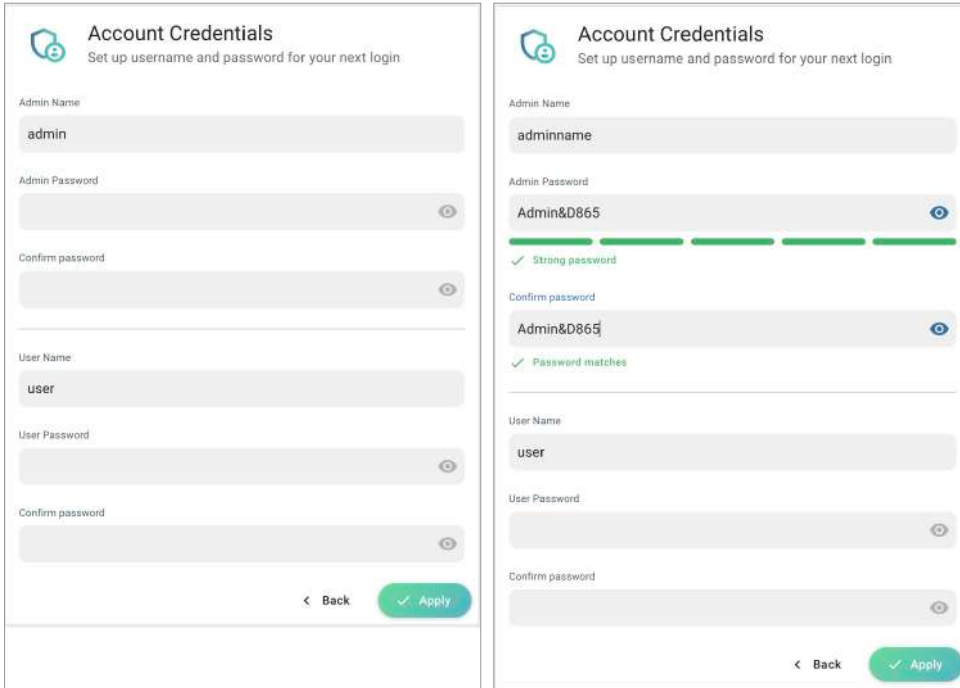 Account Credentials
Set up username and password for your next login
Admin Name
admin
Admin Password
Confirm password
User Name
user
User Password
Confirm password
Back
Apply
Account Credentials
Set up username and password for your next login
Admin Name
adminname
Admin Password
Admin&D865
Strong password
Confirm password
Admin&D865
Password matches
User Name
user
User Password
Confirm password
Back
Apply